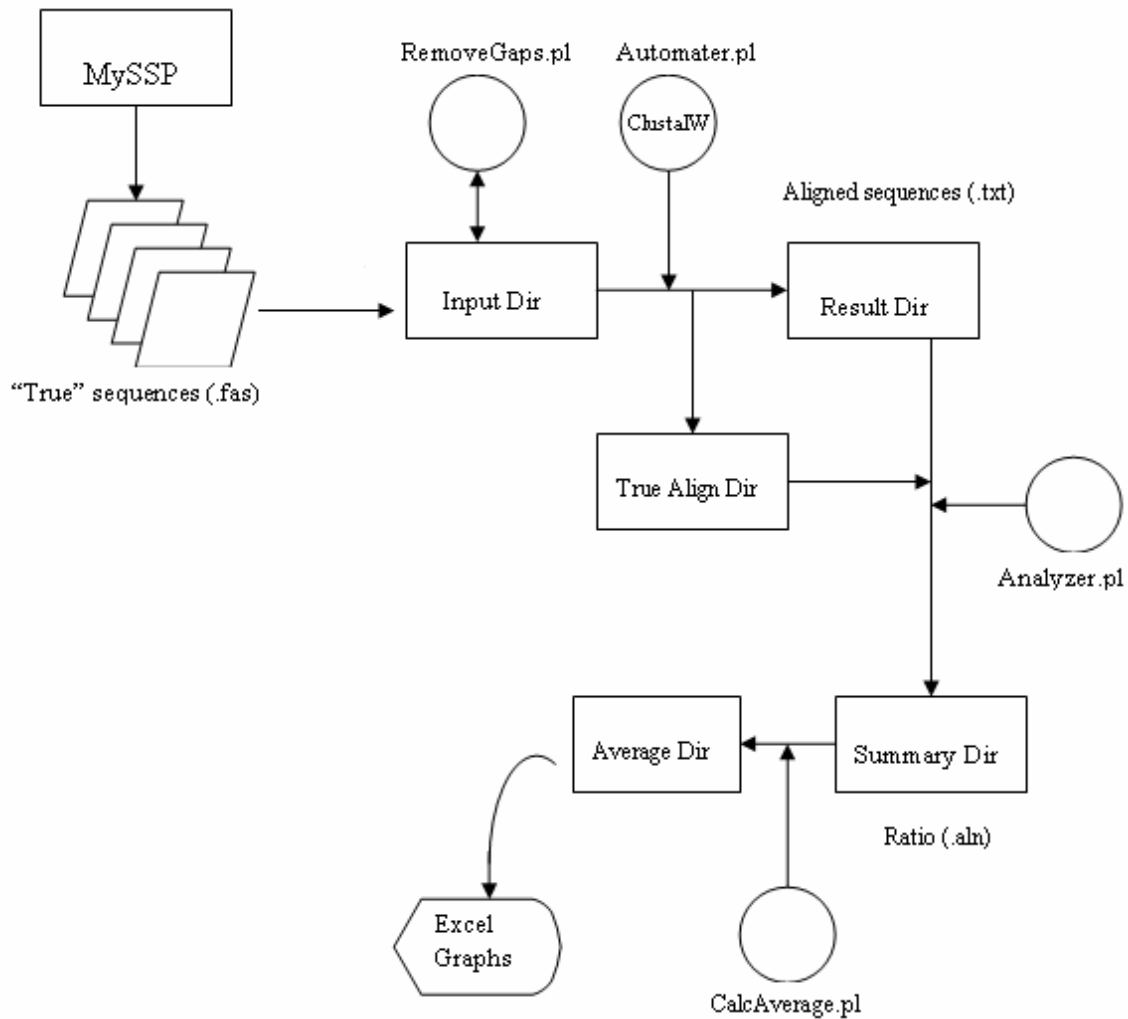 MySSP
RemoveGaps.pl
Automater.pl
ClustalW
Aligned sequences (.txt)
Input Dir
Result Dir
“True” sequences (.fas)
True Align Dir
Analyzer.pl
Average Dir
Summary Dir
Ratio (.aln)
Excel
Graphs
CalcAverage.pl